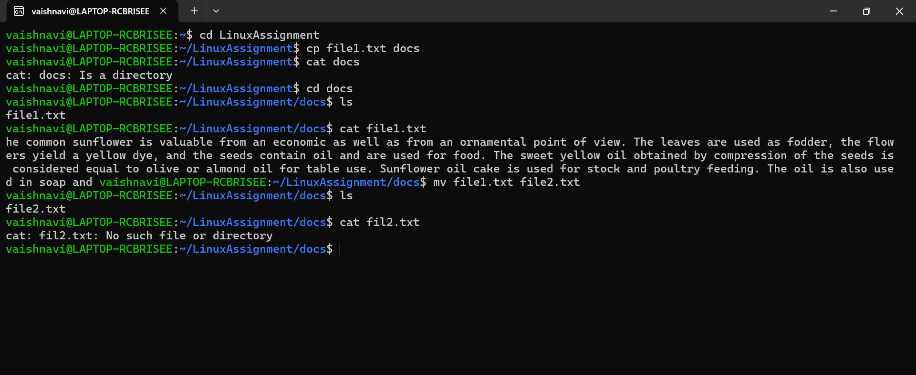 vaishnavi@LAPTOP-RCBRISEE
vaishnavi@LAPTOP-RCBRISEE:~$ cd LinuxAssignment
vaishnavi@LAPTOP-RCBRISEE:~/LinuxAssignment$ cp file1.txt docs
vaishnavi@LAPTOP-RCBRISEE:~/LinuxAssignment$ cat docs
cat: docs: Is a directory
vaishnavi@LAPTOP-RCBRISEE:~/LinuxAssignment$ cd docs
vaishnavi@LAPTOP-RCBRISEE:~/LinuxAssignment/docs$ ls
file1.txt
vaishnavi@LAPTOP-RCBRISEE:~/LinuxAssignment/docs$ cat file1.txt
he common sunflower is valuable from an economic as well as from an ornamental point of view. The leaves are used as fodder, the flow
ers yield a yellow dye, and the seeds contain oil and are used for food. The sweet yellow oil obtained by compression of the seeds is
 considered equal to olive or almond oil for table use. Sunflower oil cake is used for stock and poultry feeding. The oil is also use
d in soap and vaishnavi@LAPTOP-RCBRISEE:~/LinuxAssignment/docs$ mv file1.txt file2.txt
vaishnavi@LAPTOP-RCBRISEE:~/LinuxAssignment/docs$ ls
file2.txt
vaishnavi@LAPTOP-RCBRISEE:~/LinuxAssignment/docs$ cat fil2.txt
cat: fil2.txt: No such file or directory
vaishnavi@LAPTOP-RCBRISEE:~/LinuxAssignment/docs$